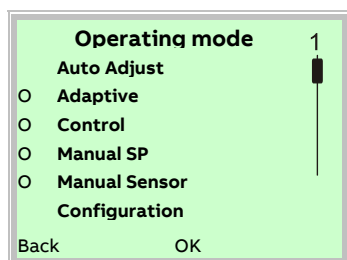 Operating mode 1
Auto Adjust
O Adaptive
O Control
O Manual SP
O Manual Sensor
Configuration
Back OK